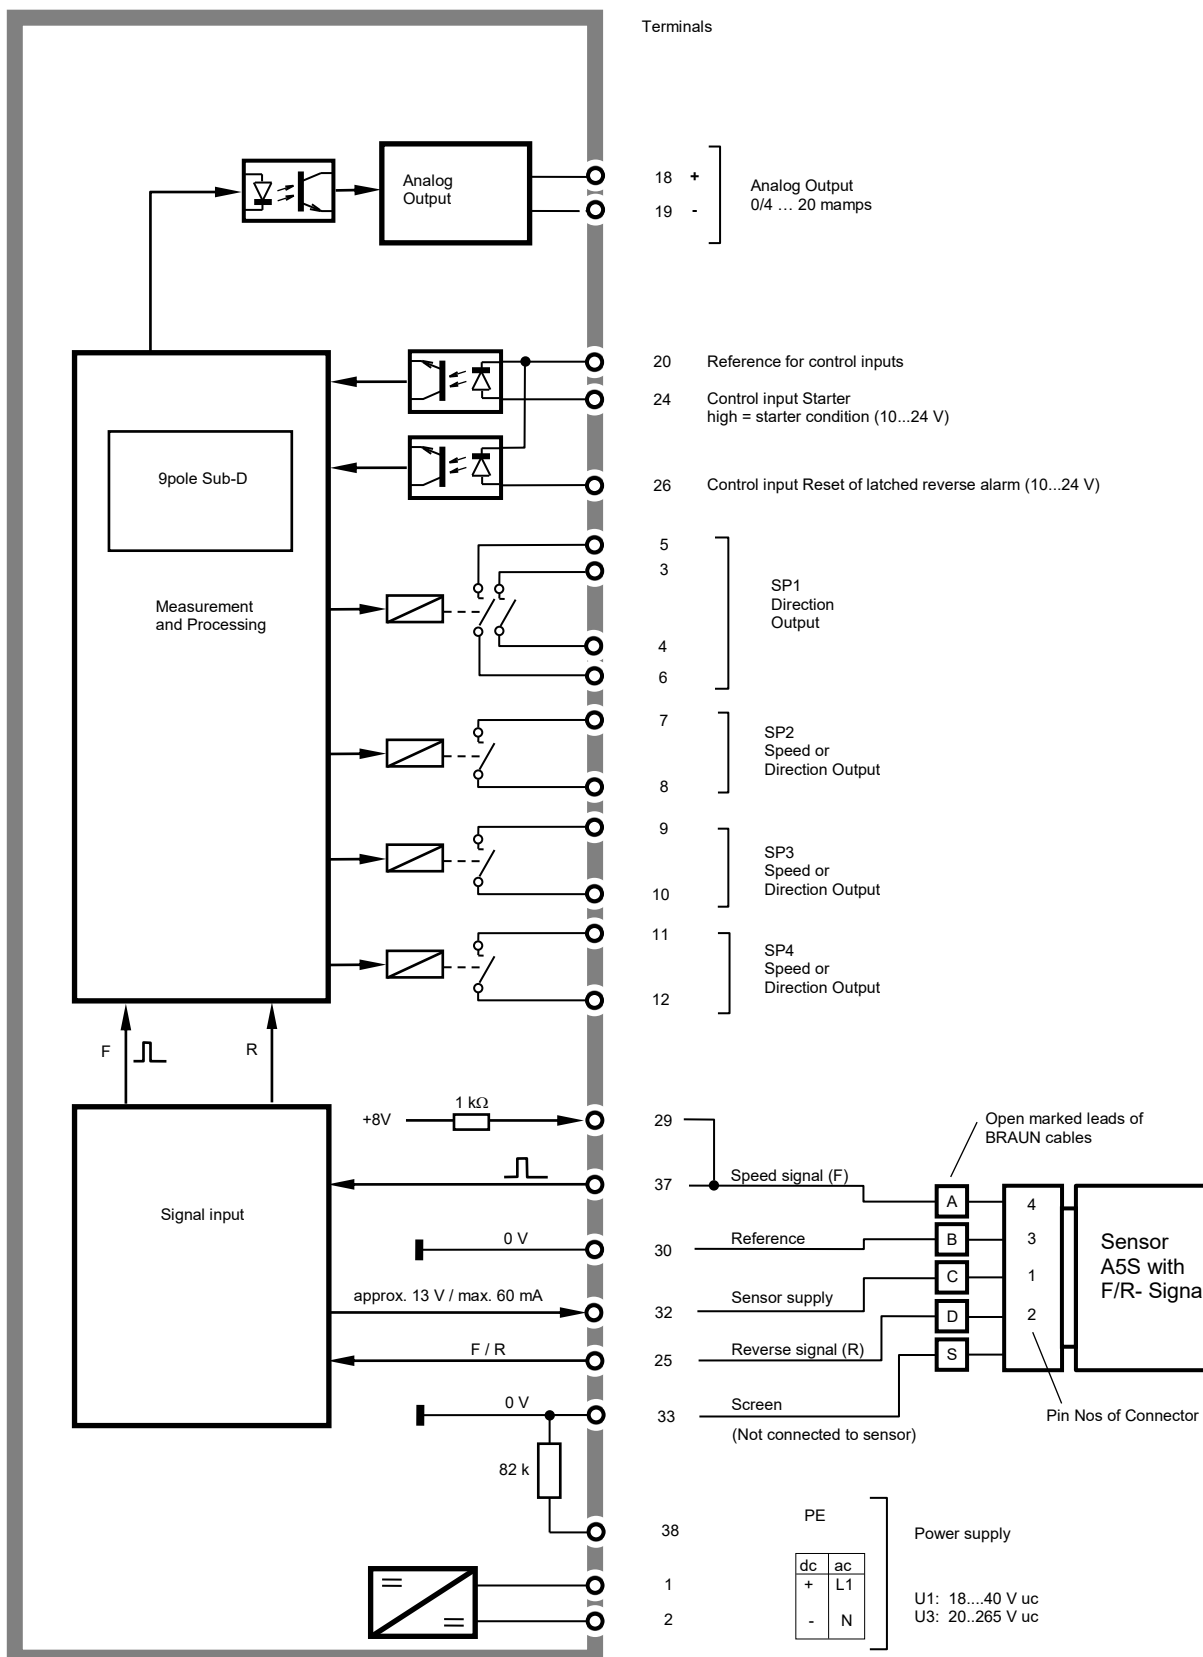 Terminals
Analog
Output
18 +
19 -
Analog Output
0/4 … 20 mamps
20 Reference for control inputs
24 Control input Starter
high = starter condition (10...24 V)
9pole Sub-D
26 Control input Reset of latched reverse alarm (10...24 V)
Measurement
and Processing
5
3
4
6
SP1
Direction
Output
7
8
SP2
Speed or
Direction Output
9
10
SP3
Speed or
Direction Output
11
12
SP4
Speed or
Direction Output
F
R
+8V
1 kΩ
29
Open marked leads of
BRAUN cables
Signal input
37 Speed signal (F)
A
4
0 V
30 Reference
B
3
approx. 13 V / max. 60 mA
32 Sensor supply
C
1
F / R
25 Reverse signal (R)
D
2
S
Sensor
A5S with
F/R- Signa
0 V
33 Screen
(Not connected to sensor)
Pin Nos of Connector
82 k
38
PE
Power supply
dc ac
1
+ L1
2
- N
U1: 18....40 V uc
U3: 20..265 V uc